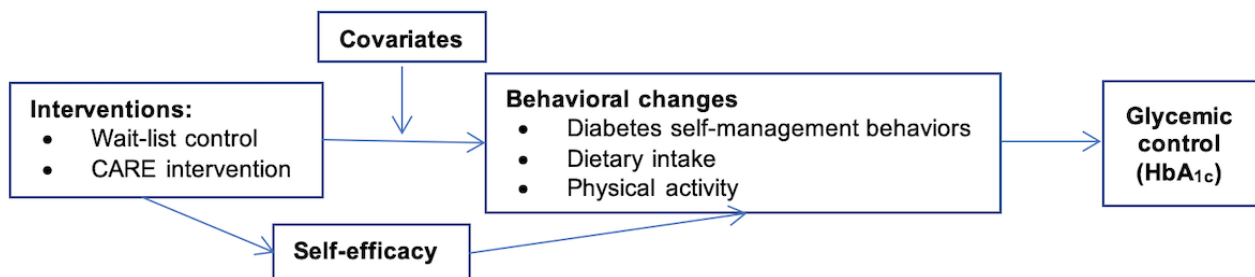 Covariates
Interventions:
• Wait-list control
• CARE intervention
Behavioral changes
• Diabetes self-management behaviors
• Dietary intake
• Physical activity
Glycemic
control
(HbA₁c)
Self-efficacy